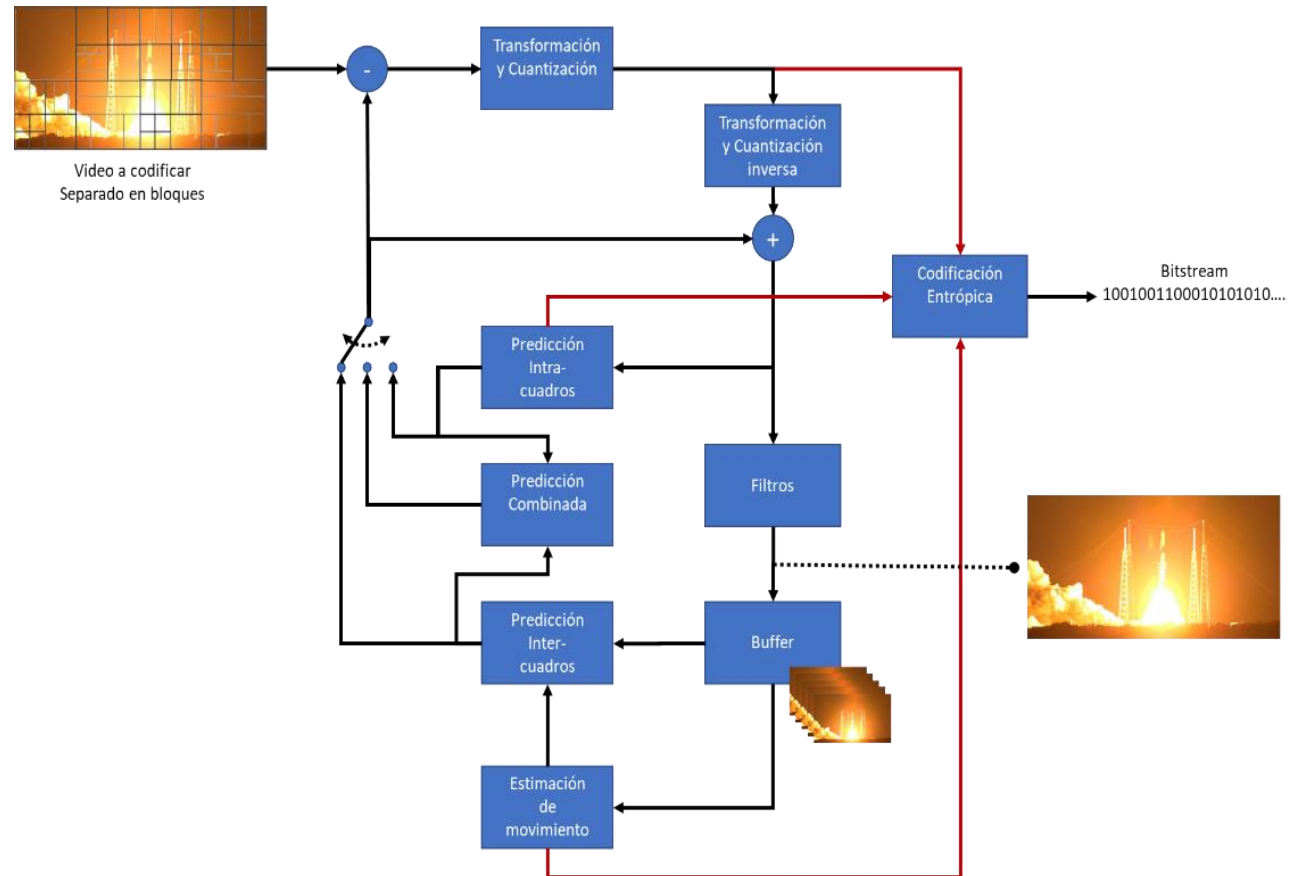 Transformación
y Cuantización
-
Transformación
y Cuantización
inversa
Video a codificar
Separado en bloques
+
Codificación
Entrópica
Bitstream
1001001100010101010....
Predicción
Intra-
cuadros
Predicción
Combinada
Filtros
Predicción
Inter-
cuadros
Buffer
Estimación
de
movimiento